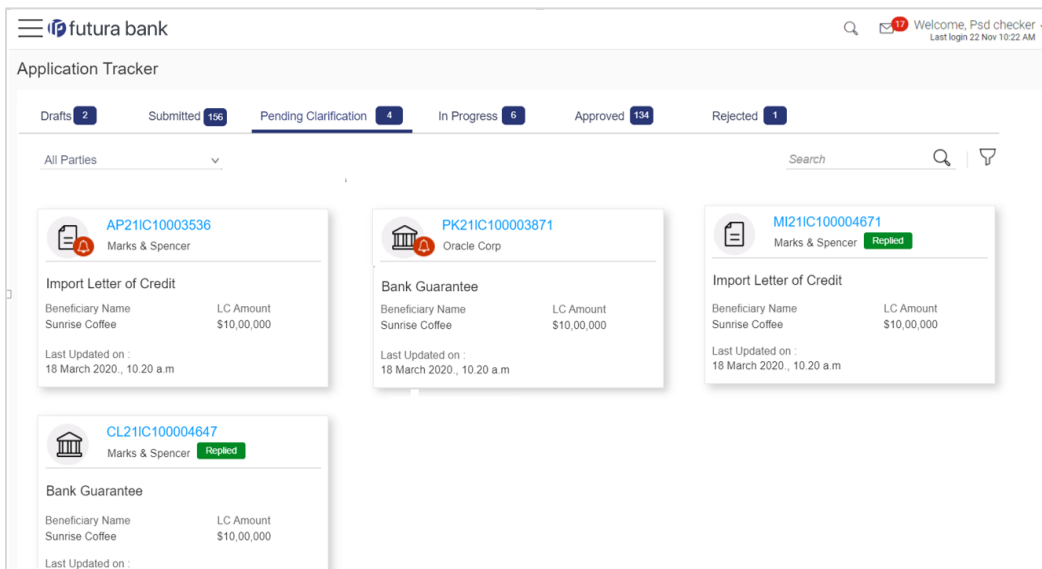 futura bank
17
Welcome, Psd checker
Last login 22 Nov 10:22 AM
Application Tracker
Drafts 2 Submitted 156 Pending Clarification 4 In Progress 6 Approved 134 Rejected 1
All Parties
Search
AP21IC10003536
Marks & Spencer
Import Letter of Credit
Beneficiary Name LC Amount
Sunrise Coffee $10,00,000
Last Updated on :
18 March 2020., 10.20 a.m
PK21IC100003871
Oracle Corp
Bank Guarantee
Beneficiary Name LC Amount
Sunrise Coffee $10,00,000
Last Updated on :
18 March 2020., 10.20 a.m
MI21IC100004671
Marks & Spencer Replied
Import Letter of Credit
Beneficiary Name LC Amount
Sunrise Coffee $10,00,000
Last Updated on :
18 March 2020., 10.20 a.m
CL21IC100004647
Marks & Spencer Replied
Bank Guarantee
Beneficiary Name LC Amount
Sunrise Coffee $10,00,000
Last Updated on :